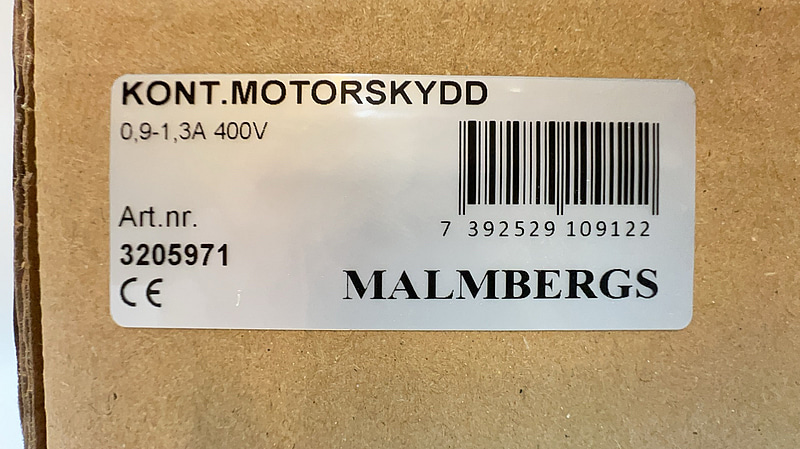 KONT.MOTORSKYDD
0,9-1,3A 400V
7 392529 109122
Art.nr.
3205971
CE
MALMBERGS